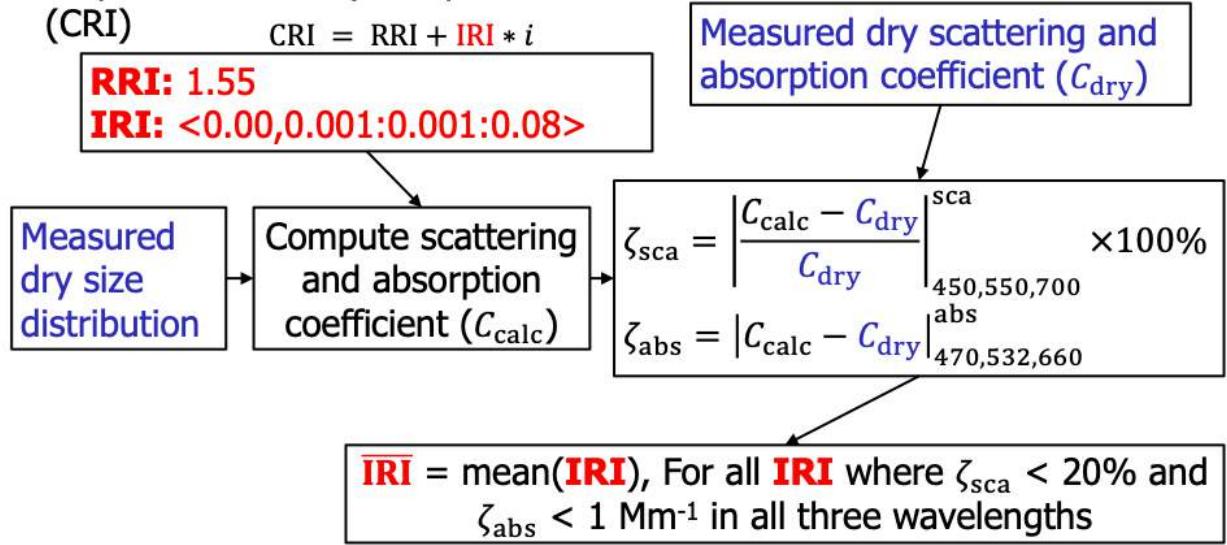 (CRI)
CRI = RRI + IRI * i
RRI: 1.55
IRI: <0.00,0.001:0.001:0.08>
Measured dry scattering and
absorption coefficient (C_dry)
Measured
dry size
distribution
Compute scattering
and absorption
coefficient (C_calc)
ζ_sca = |(C_calc − C_dry)/C_dry|^sca_450,550,700 ×100%
ζ_abs = |C_calc − C_dry|^abs_470,532,660
I̅R̅I̅ = mean(IRI), For all IRI where ζ_sca < 20% and
ζ_abs < 1 Mm⁻¹ in all three wavelengths